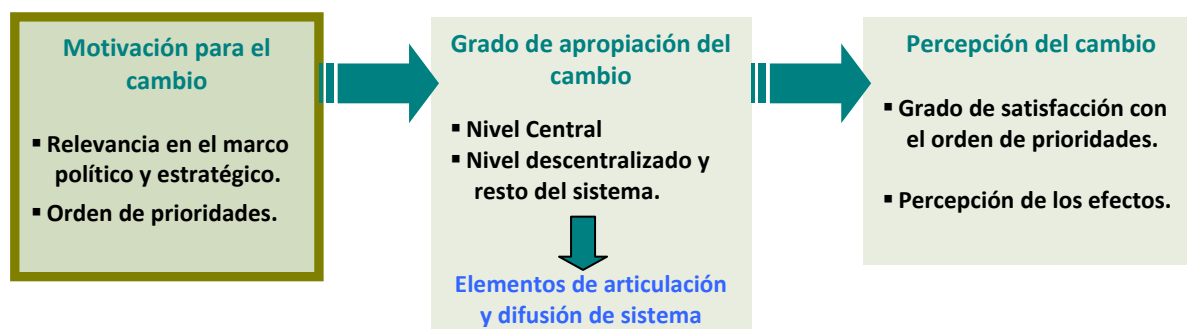 Motivación para el
cambio
▪ Relevancia en el marco
político y estratégico.
▪ Orden de prioridades.
Grado de apropiación del
cambio
▪ Nivel Central
▪ Nivel descentralizado y
resto del sistema.
Elementos de articulación
y difusión de sistema
Percepción del cambio
▪ Grado de satisfacción con
el orden de prioridades.
▪ Percepción de los efectos.